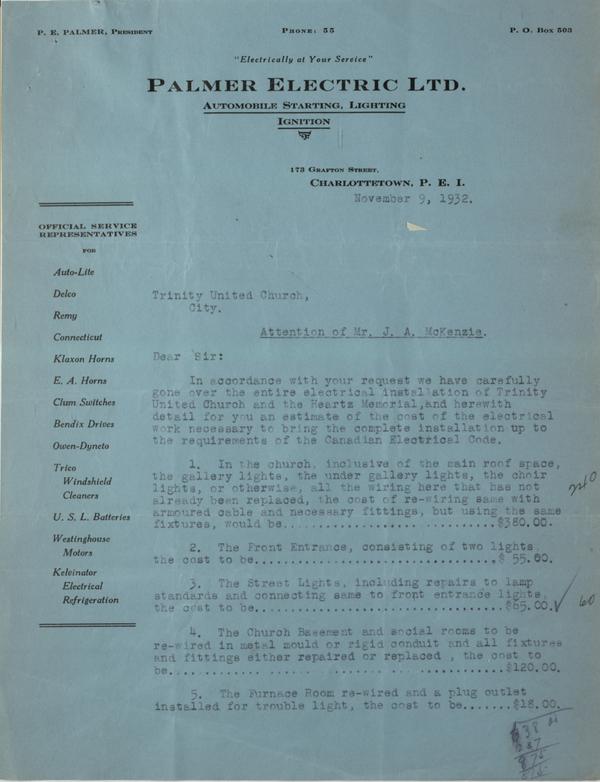 P. E. PALMER, PRESIDENT
PHONE: 55
P. O. BOX 503
"Electrically at Your Service"
PALMER ELECTRIC LTD.
AUTOMOBILE STARTING, LIGHTING
IGNITION
173 GRAFTON STREET,
CHARLOTTETOWN, P. E. I.
November 9, 1932.
OFFICIAL SERVICE
REPRESENTATIVES
FOR
Auto-Lite
Delco
Remy
Connecticut
Klaxon Horns
E. A. Horns
Clum Switches
Bendix Drives
Owen-Dyneto
Trico
Windshield
Cleaners
U. S. L. Batteries
Westinghouse
Motors
Kelvinator
Electrical
Refrigeration
Trinity United Church,
City.
Attention of Mr. J. A. McKenzie.
Dear Sir:
In accordance with your request we have carefully
gone over the entire electrical installation of Trinity
United Church and the Heartz Memorial,and herewith
detail for you an estimate of the cost of the electrical
work necessary to bring the complete installation up to
the requirements of the Canadian Electrical Code.
1. In the church, inclusive of the main roof space,
the gallery lights, the under gallery lights, the choir
lights, or otherwise, all the wiring here that has not
already been replaced, the cost of re-wiring same with
armoured cable and necessary fittings, but using the same
fixtures, would be............................$380.00.
2. The Front Entrance, consisting of two lights,
the cost to be................................$ 55.00.
3. The Street Lights, including repairs to lamp
standards and connecting same to front entrance lights,
the cost to be................................$65.00.
60
4. The Church Basement and social rooms to be
re-wired in metal mould or rigid conduit and all fixtures
and fittings either repaired or replaced , the cost to
be............................................$120.00.
5. The Furnace Room re-wired and a plug outlet
installed for trouble light, the cost to be.......$18.00.